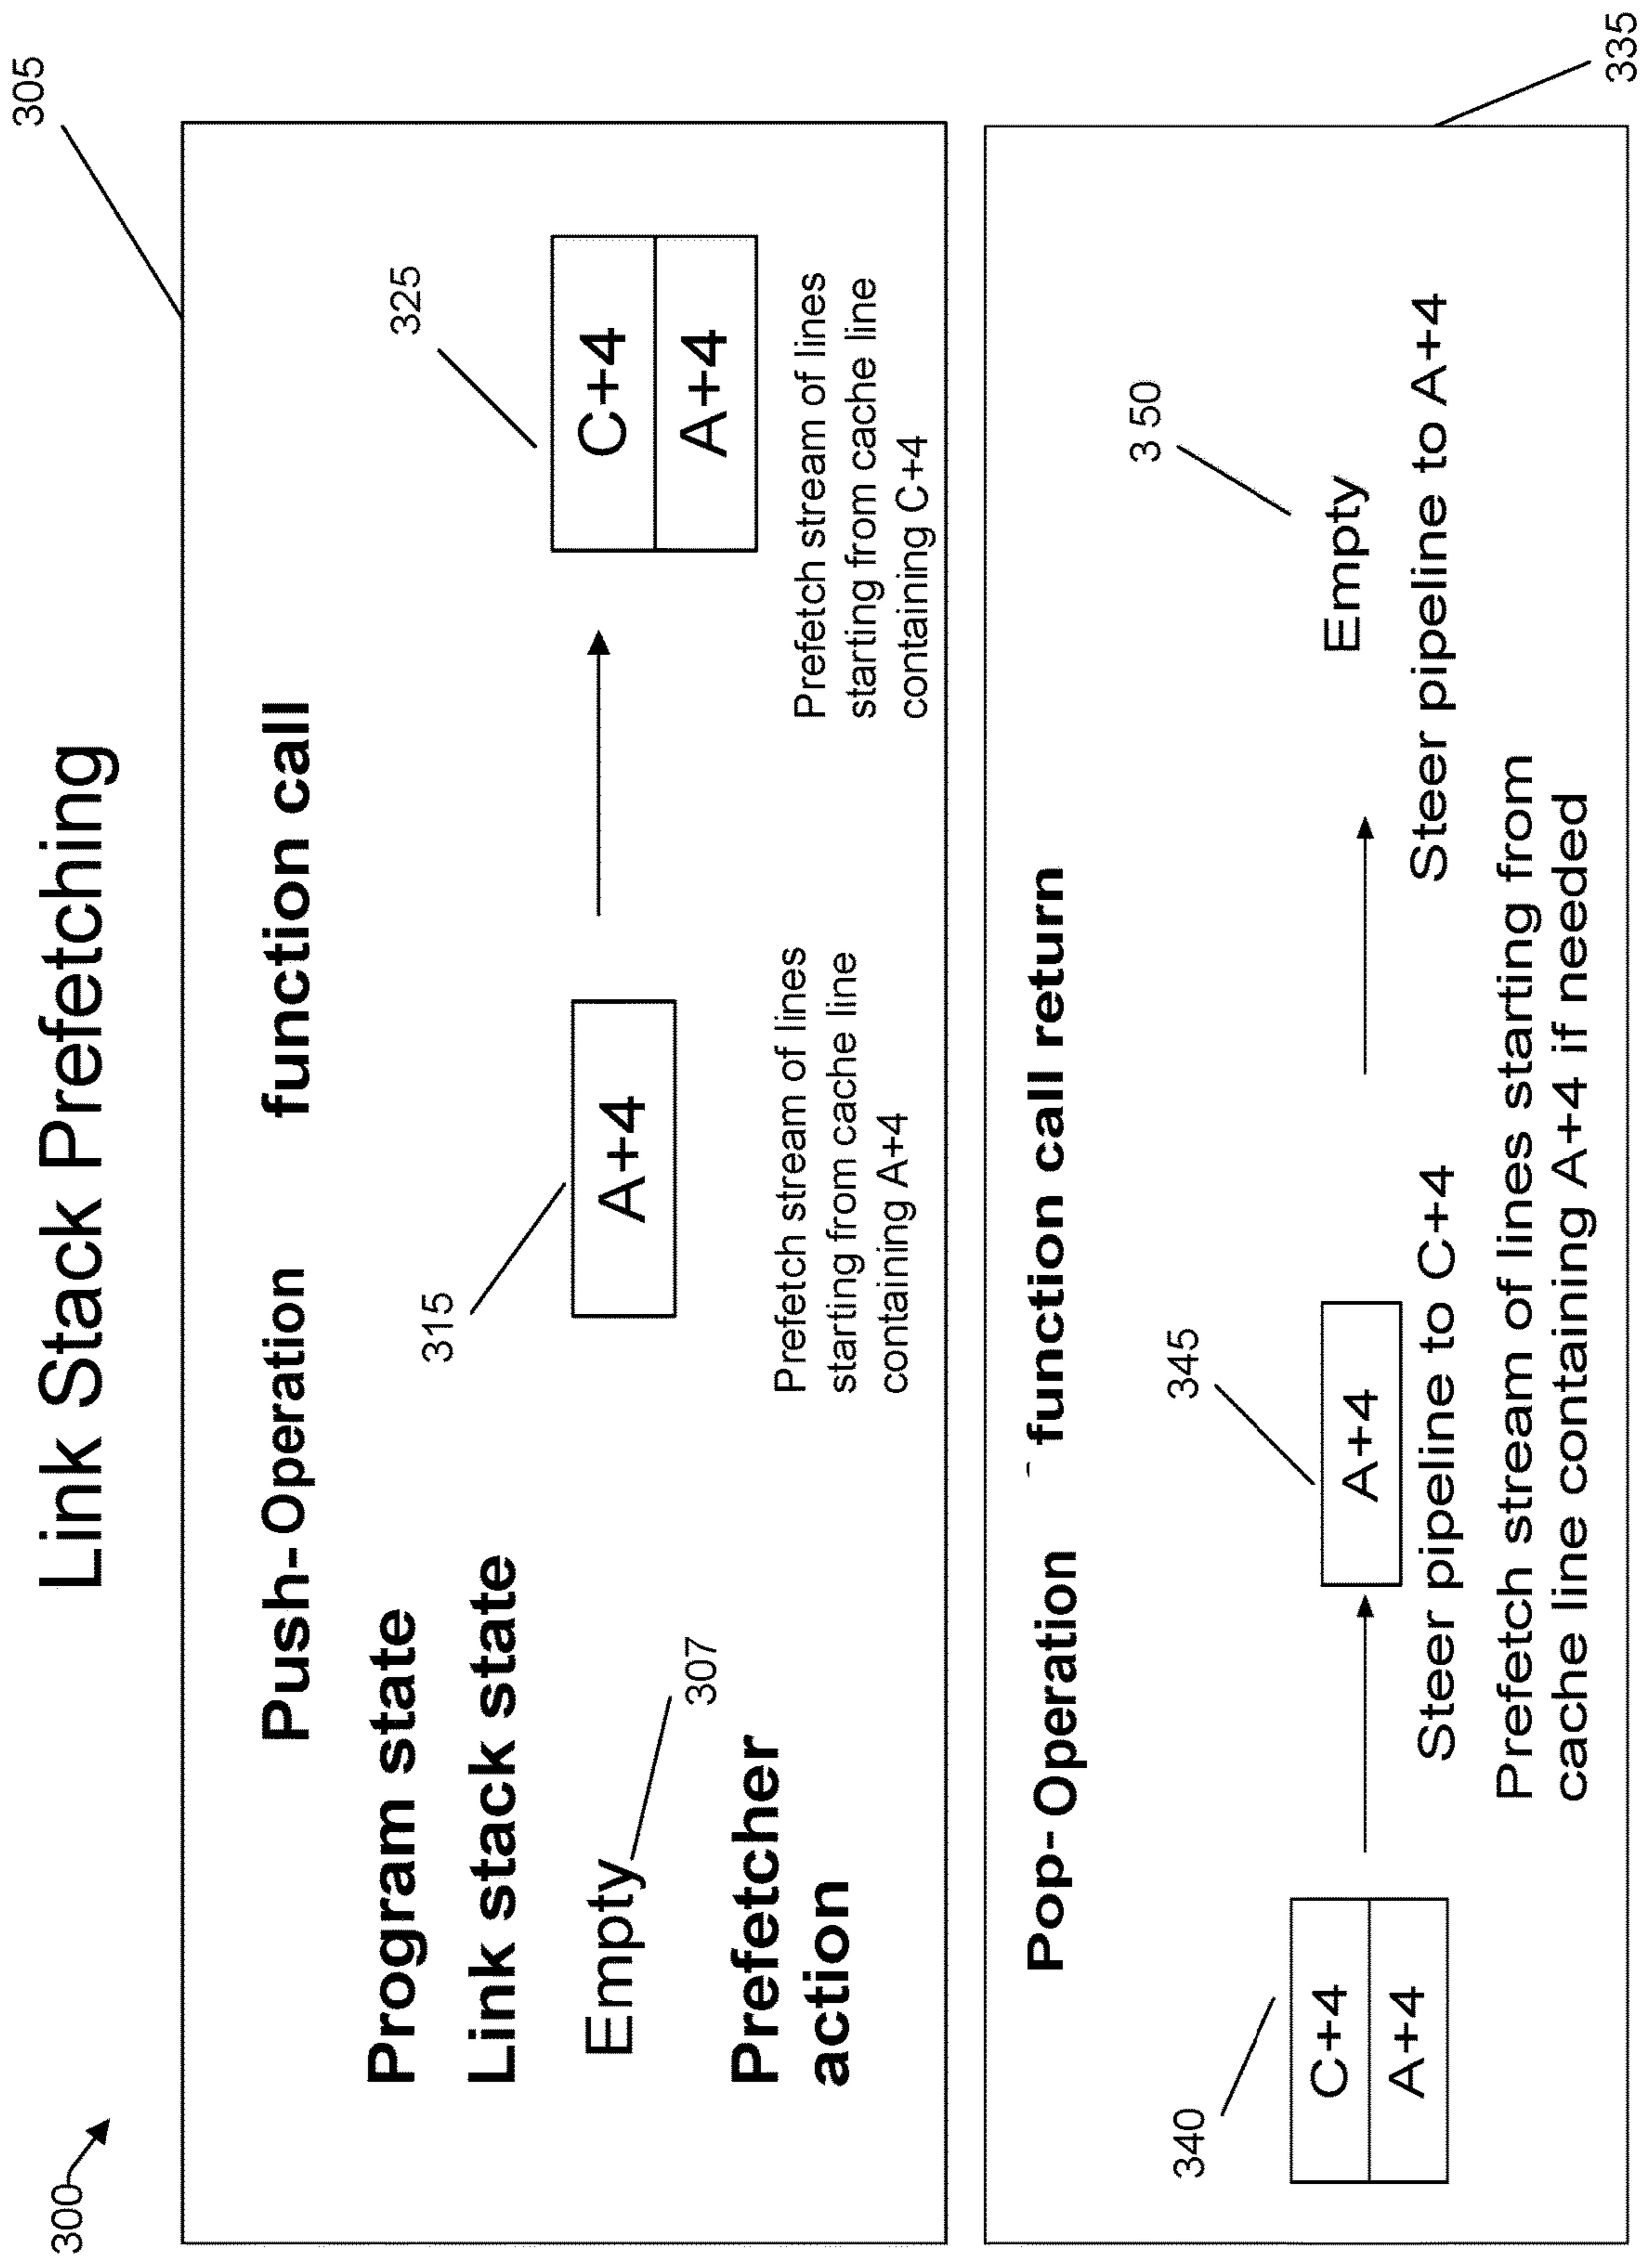 300
Link Stack Prefetching
305
Push- Operation
function call
Program state
Link stack state
315
325
Empty
A+4
C+4
A+4
307
Prefetcher
action
Prefetch stream of lines
starting from cache line
containing A+4
Prefetch stream of lines
starting from cache line
containing C+4
Pop- Operation
function call return
340
345
3 50
C+4
A+4
A+4
Empty
Steer pipeline to C+4
Steer pipeline to A+4
Prefetch stream of lines starting from
cache line containing A+4 if needed
335